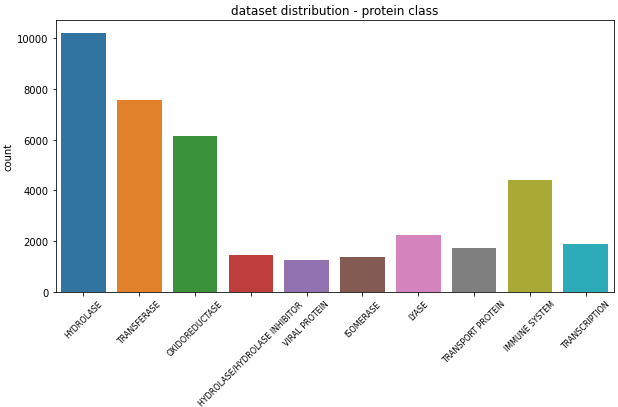 dataset distribution - protein class
10000
8000
6000
4000
2000
0
count
HYDROLASE
TRANSFERASE
OXIDOREDUCTASE
HYDROLASE/HYDROLASE INHIBITOR
VIRAL PROTEIN
ISOMERASE
LYASE
TRANSPORT PROTEIN
IMMUNE SYSTEM
TRANSCRIPTION